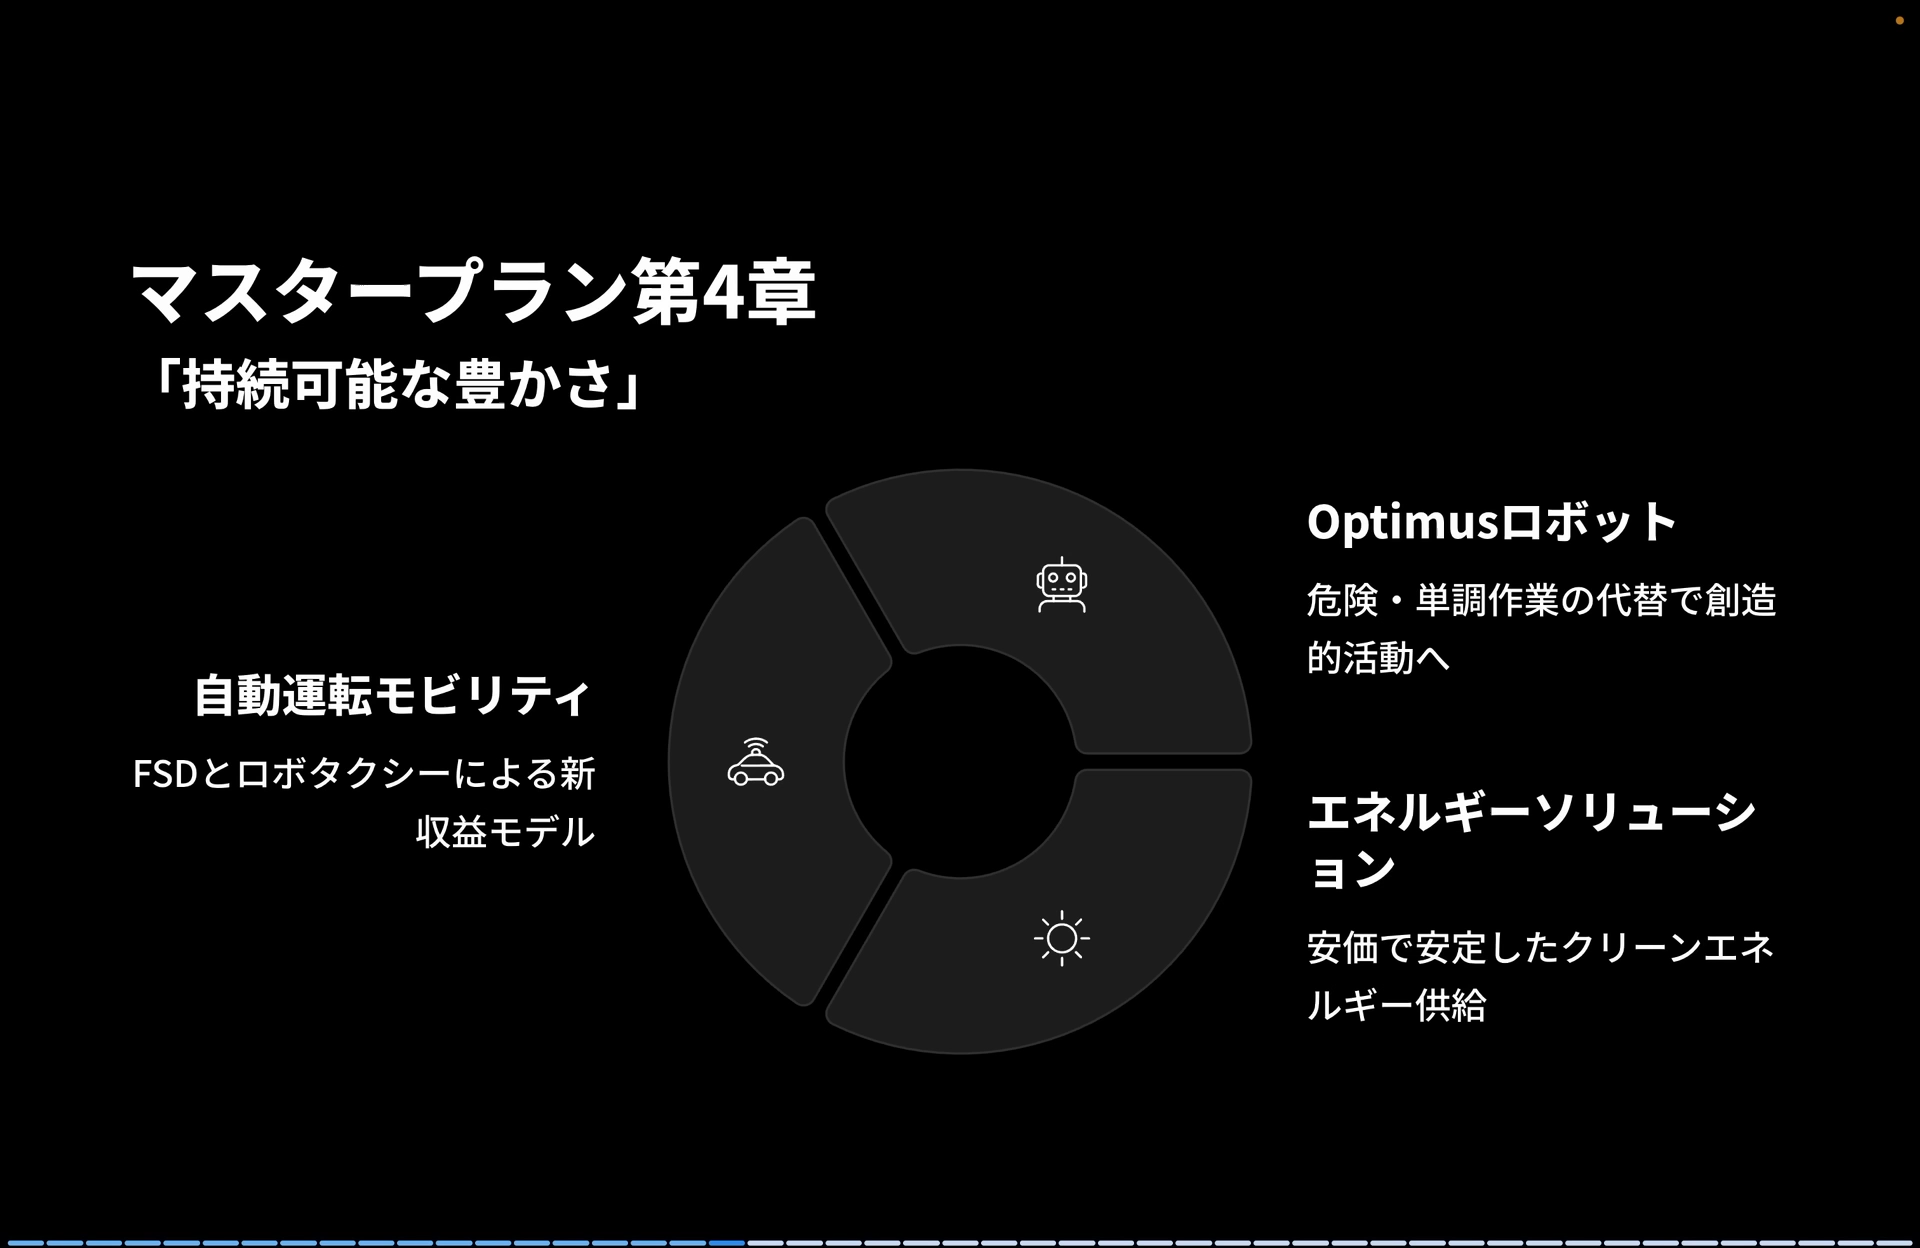 マスタープラン第4章
「持続可能な豊かさ」
Optimusロボット
危険・単調作業の代替で創造
的活動へ
自動運転モビリティ
FSDとロボタクシーによる新
収益モデル
エネルギーソリューシ
ョン
安価で安定したクリーンエネ
ルギー供給